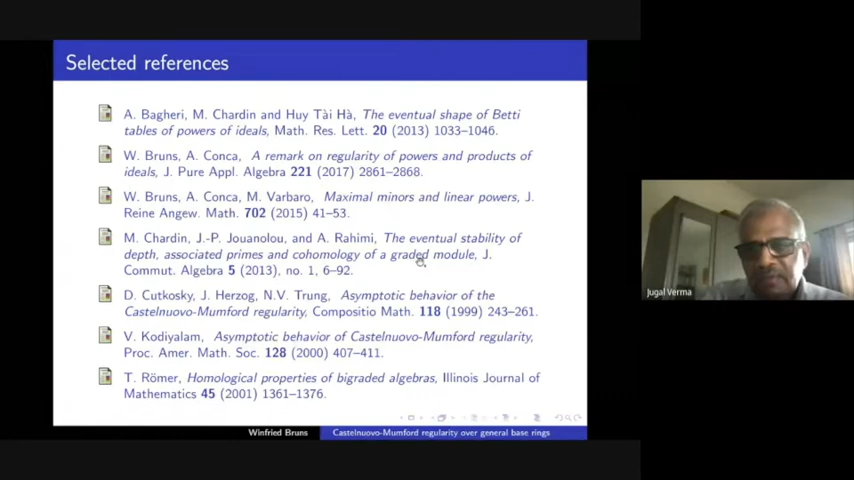 Selected references
A. Bagheri, M. Chardin and Huy Tài Hà, The eventual shape of Betti
tables of powers of ideals, Math. Res. Lett. 20 (2013) 1033–1046.
W. Bruns, A. Conca, A remark on regularity of powers and products of
ideals, J. Pure Appl. Algebra 221 (2017) 2861–2868.
W. Bruns, A. Conca, M. Varbaro, Maximal minors and linear powers, J.
Reine Angew. Math. 702 (2015) 41–53.
M. Chardin, J.-P. Jouanolou, and A. Rahimi, The eventual stability of
depth, associated primes and cohomology of a graded module, J.
Commut. Algebra 5 (2013), no. 1, 6–92.
D. Cutkosky, J. Herzog, N.V. Trung, Asymptotic behavior of the
Castelnuovo-Mumford regularity, Compositio Math. 118 (1999) 243–261.
V. Kodiyalam, Asymptotic behavior of Castelnuovo-Mumford regularity,
Proc. Amer. Math. Soc. 128 (2000) 407–411.
T. Römer, Homological properties of bigraded algebras, Illinois Journal of
Mathematics 45 (2001) 1361–1376.
Winfried Bruns Castelnuovo-Mumford regularity over general base rings
Jugal Verma